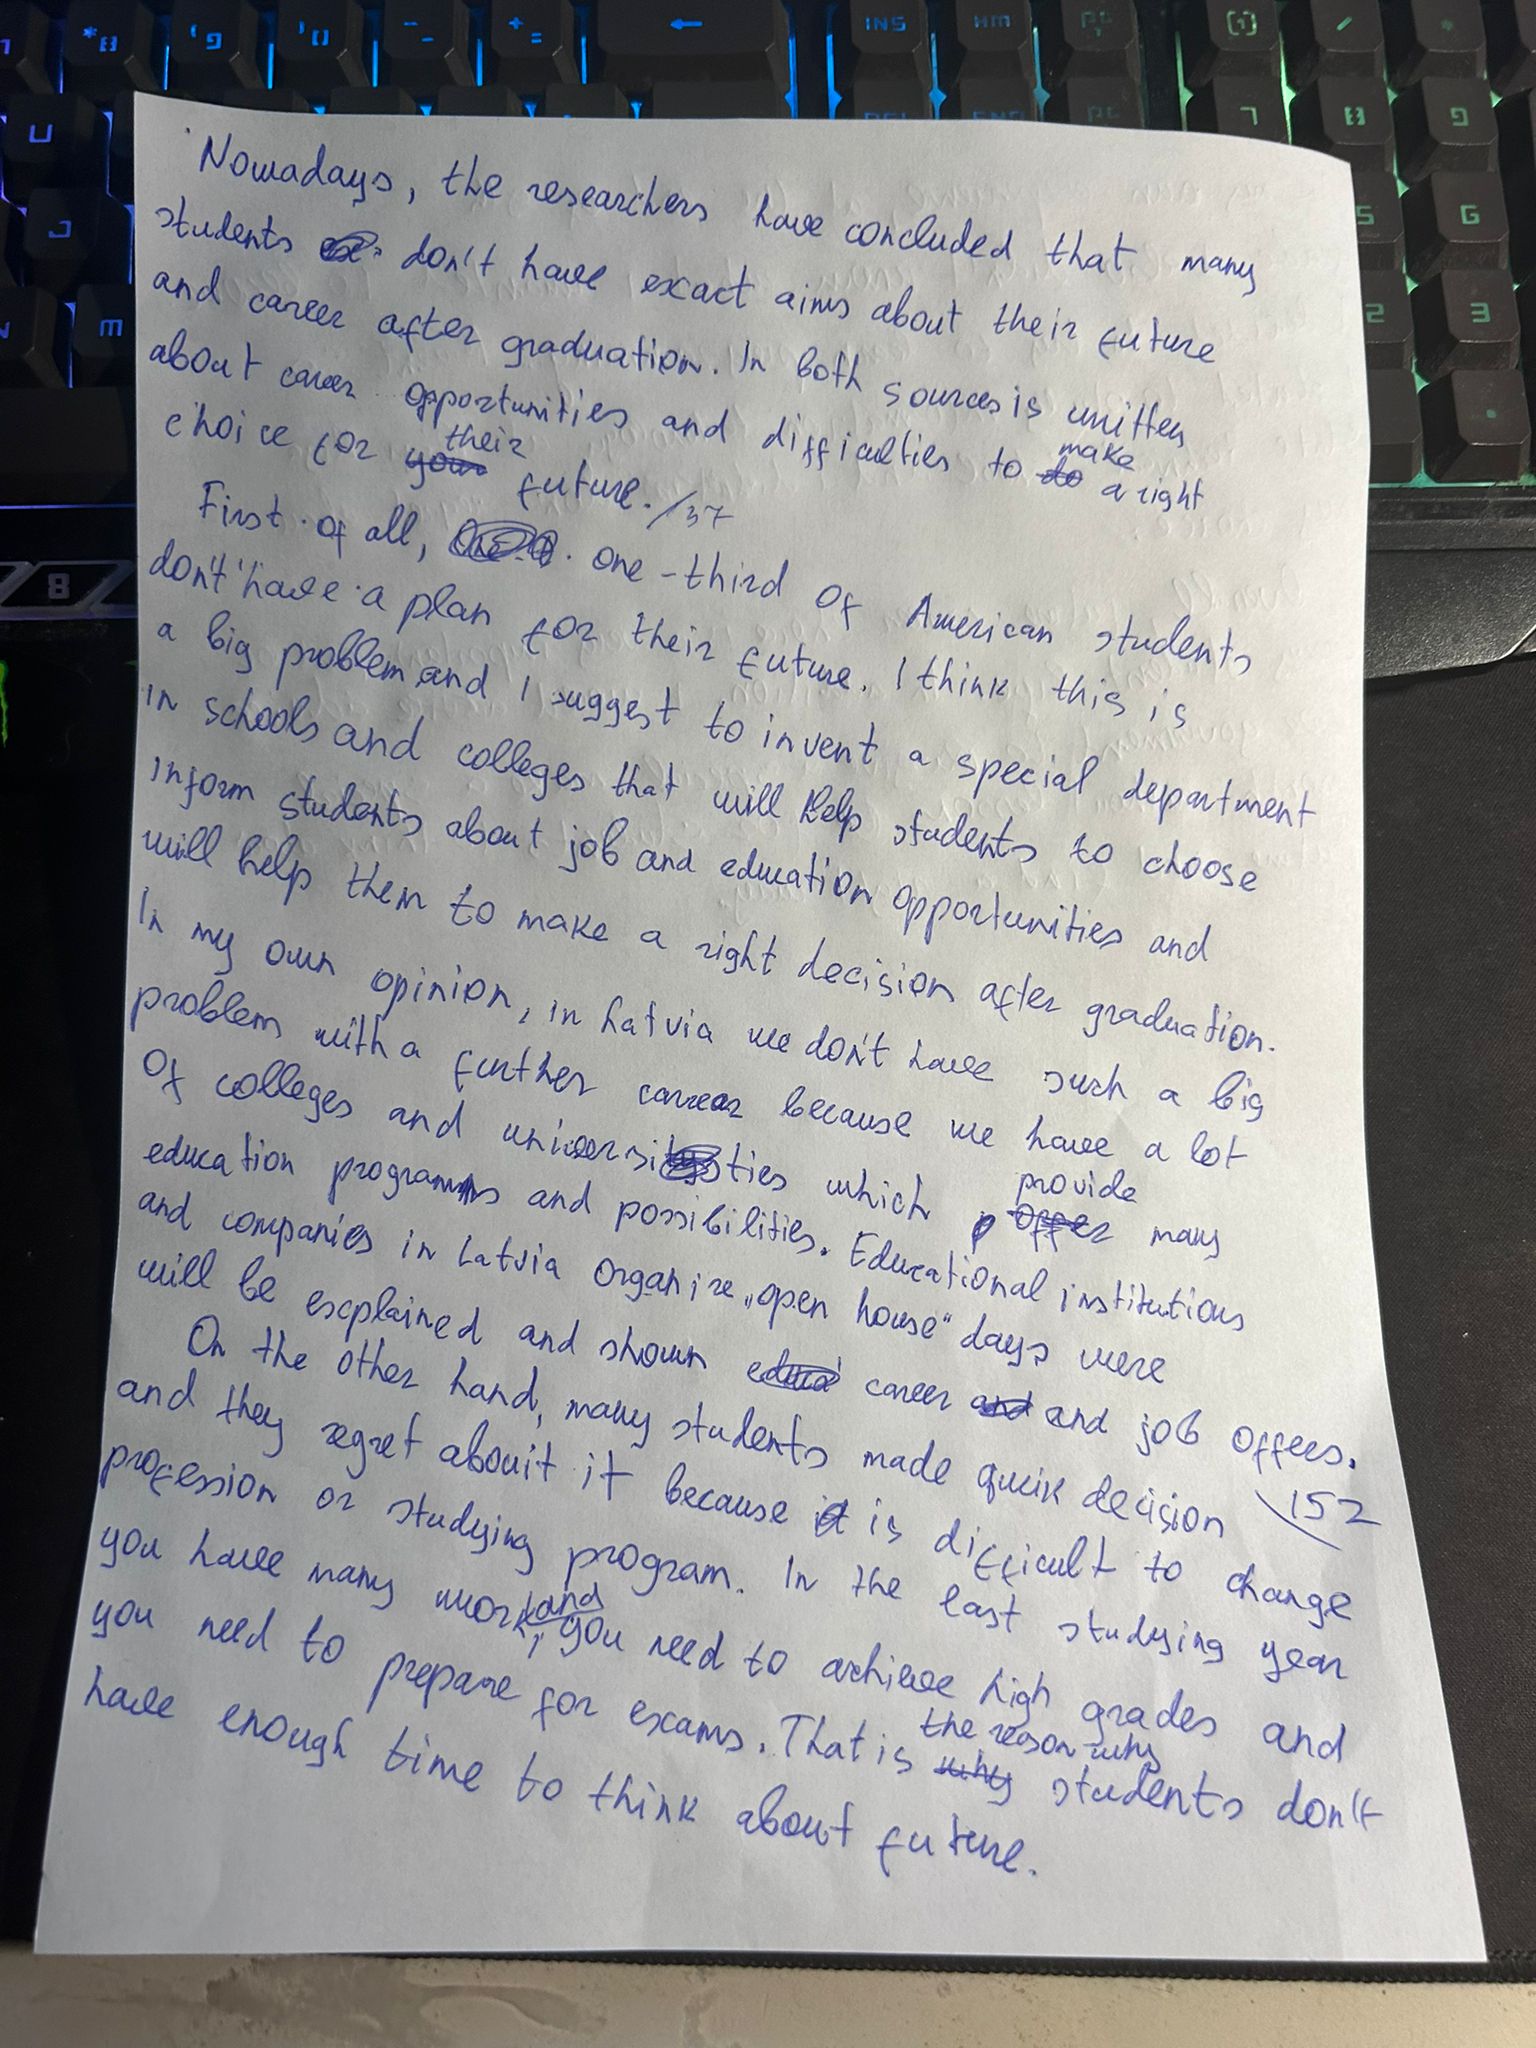 Nowadays, the researchers have concluded that many
students don't have exact aims about their future
and career after graduation. In both sources is written
about career opportunities and difficulties to make a right
choice for their future. /37
First of all, one-third of American students
don't have a plan for their future. I think this is
a big problem and I suggest to invent a special department
in schools and colleges that will help students to choose
inform students about job and education opportunities and
will help them to make a right decision after graduation.
In my own opinion, in Latvia we don't have such a big
problem with a further career because we have a lot
of colleges and universities which provide many
education programs and possibilities. Educational institutions
and companies in Latvia organize „open house" days were
will be explained and shown career and job offers.
\152
On the other hand, many students made quick decision
and they regret about it because it is difficult to change
profession or studying program. In the last studying year
you have many work, and you need to achieve high grades and
you need to prepare for exams. That is the reason why students don't
have enough time to think about future.